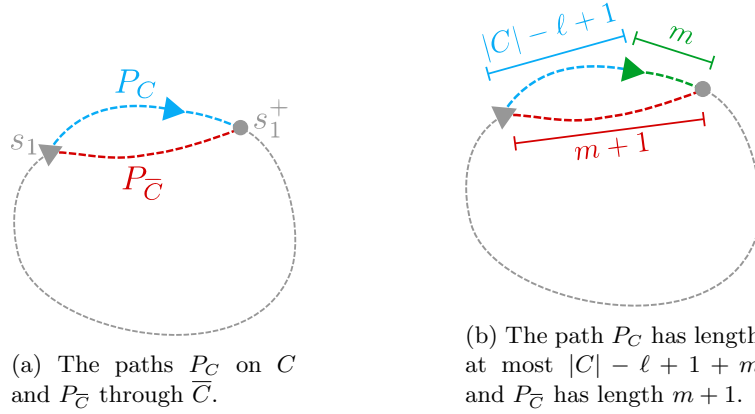 P_C
s_1
s_1^+
P_{\overline{C}}
(a) The paths P_C on C
and P_{\overline{C}} through \overline{C}.
|C| − ℓ + 1
m
m + 1
(b) The path P_C has length
at most |C| − ℓ + 1 + m
and P_{\overline{C}} has length m + 1.